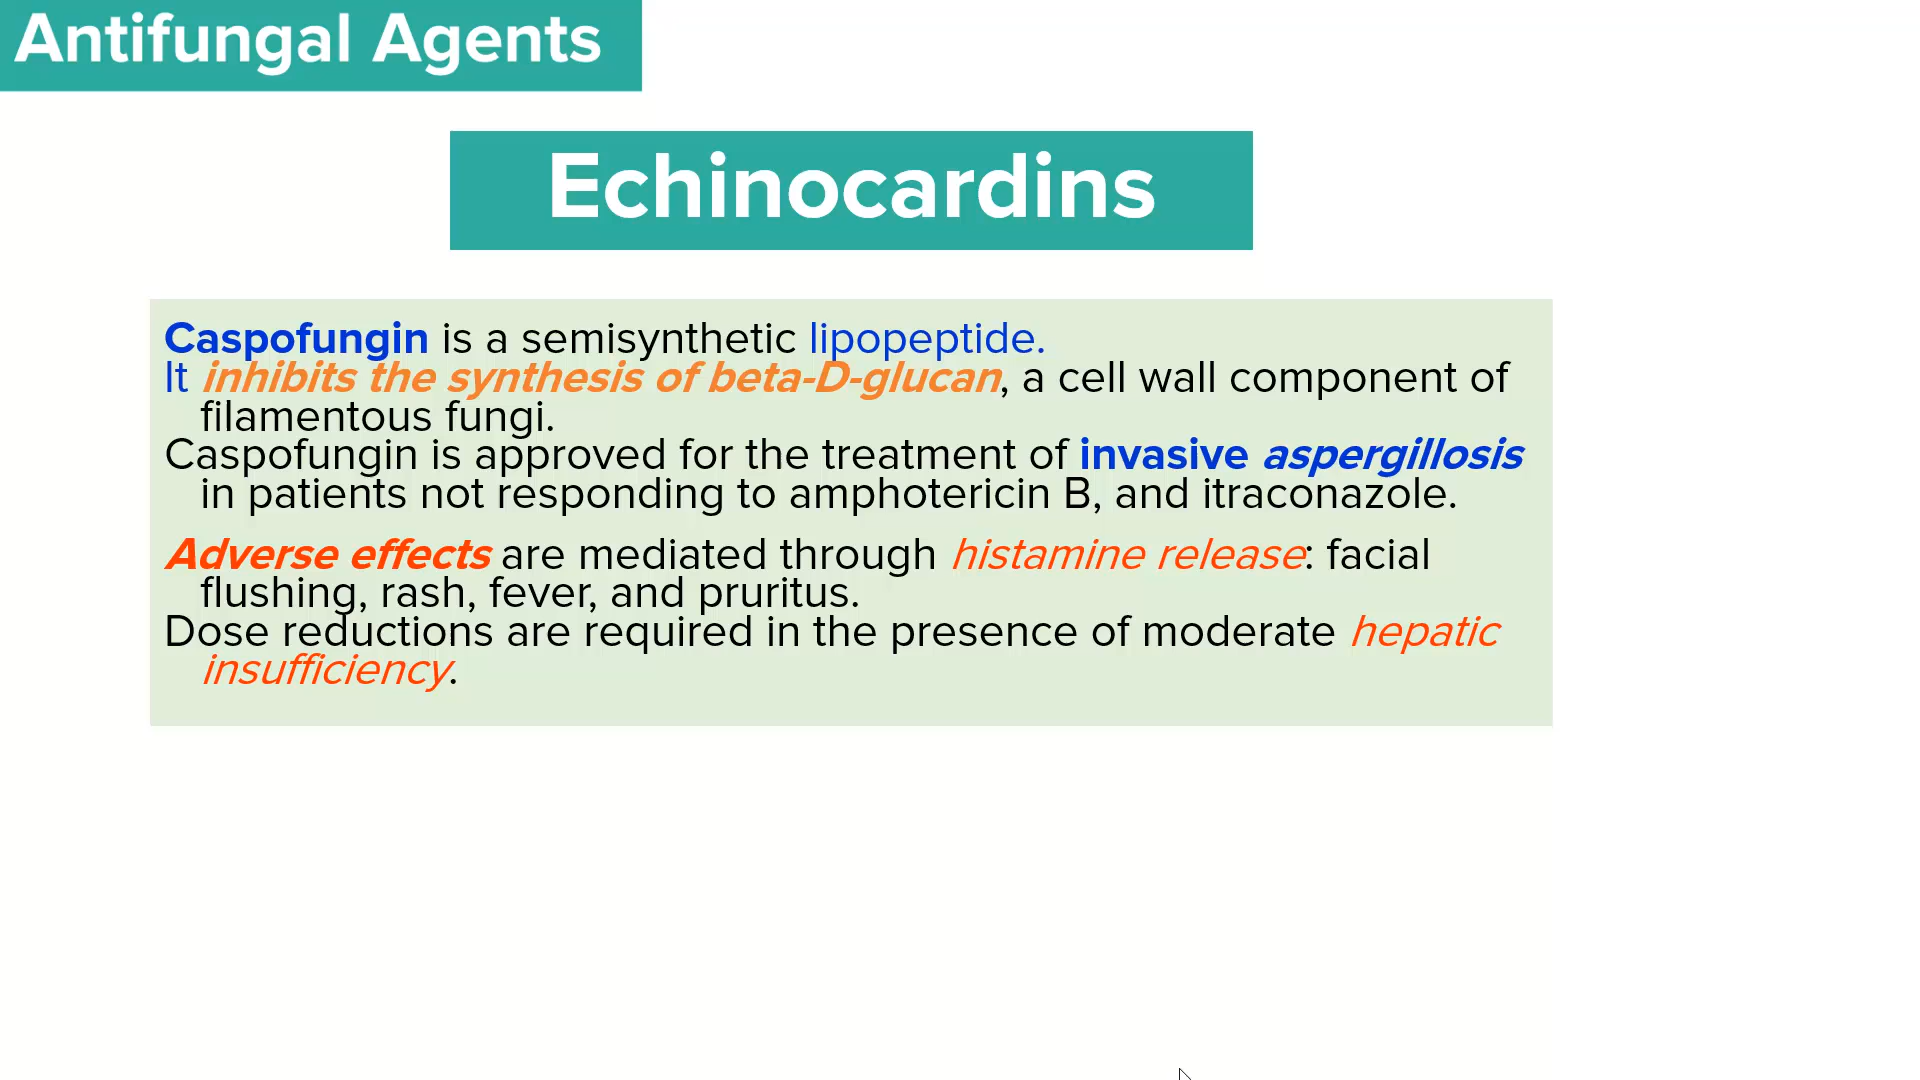 Antifungal Agents
Echinocardins
Caspofungin is a semisynthetic lipopeptide.
It inhibits the synthesis of beta-D-glucan, a cell wall component of
filamentous fungi.
Caspofungin is approved for the treatment of invasive aspergillosis
in patients not responding to amphotericin B, and itraconazole.
Adverse effects are mediated through histamine release: facial
flushing, rash, fever, and pruritus.
Dose reductions are required in the presence of moderate hepatic
insufficiency.